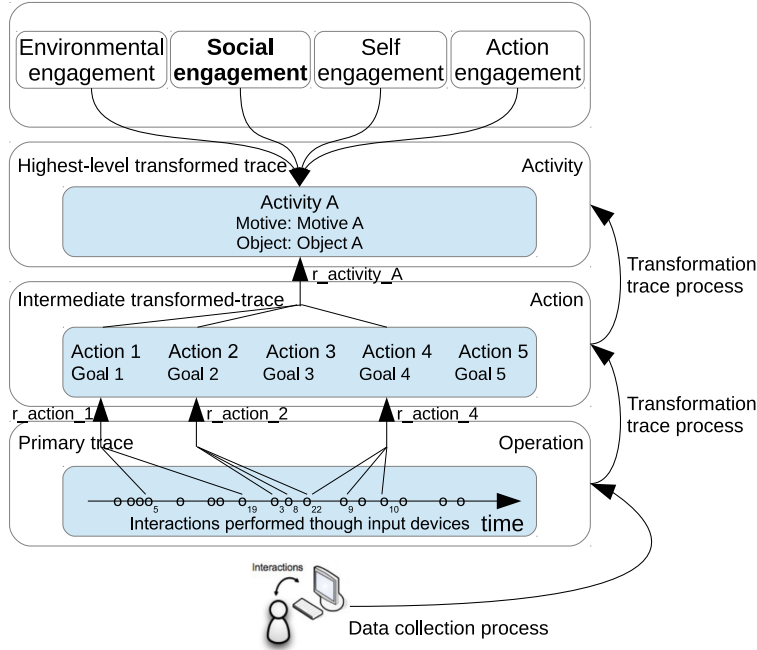 Environmental engagement
Social engagement
Self engagement
Action engagement
Highest-level transformed trace
Activity
Activity A
Motive: Motive A
Object: Object A
r_activity_A
Transformation
trace process
Intermediate transformed-trace
Action
Action 1 Action 2 Action 3 Action 4 Action 5
Goal 1 Goal 2 Goal 3 Goal 4 Goal 5
r_action_1 r_action_2 r_action_4
Transformation
trace process
Primary trace
Operation
5 19 3 8 22 9 10
Interactions performed though input devices
time
Interactions
Data collection process